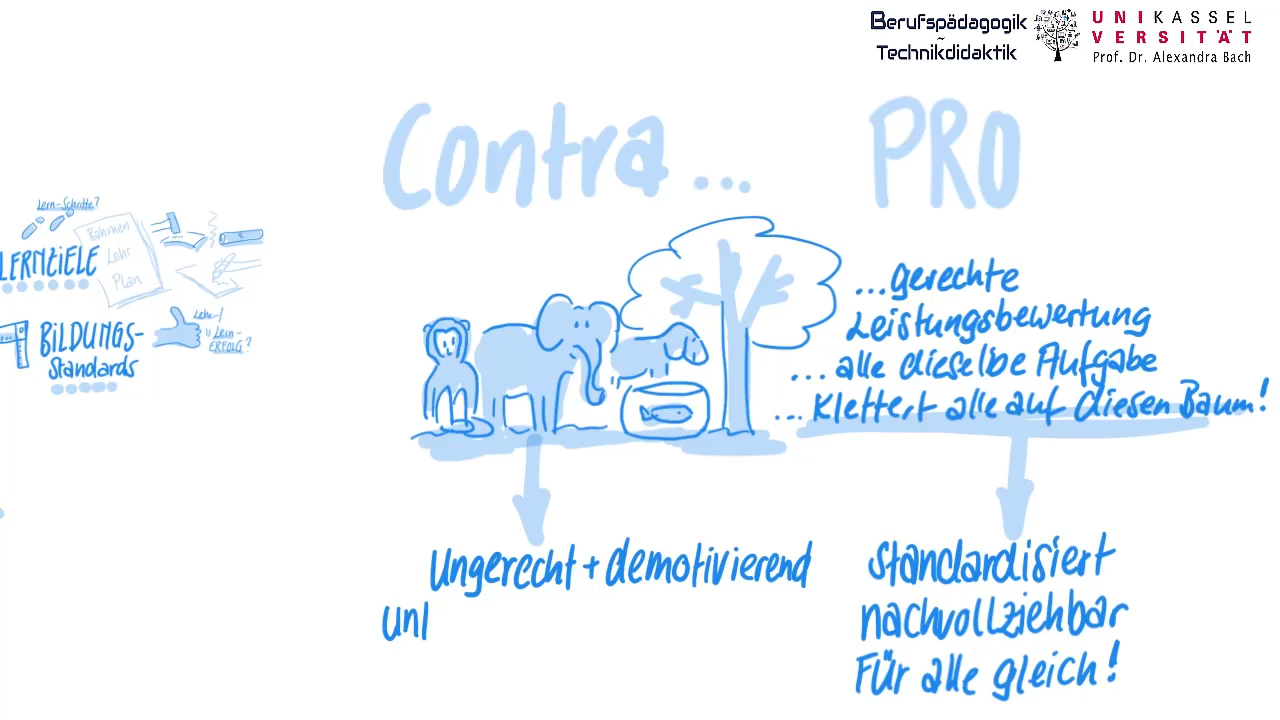 Berufspädagogik
~
Technikdidaktik
UNIKASSEL
VERSITÄT
Prof. Dr. Alexandra Bach
Contra ...
PRO
Lern-Schritte?
Rahmen
Lehr
Plan
LERNZiELE
BiLDUNGS-
Standards
Lehr-/
"Lern-
ERFOLG?
...gerechte
Leistungsbewertung
... alle dieselbe Aufgabe
... Klettert alle auf diesen Baum!
Ungerecht + demotivierend
unl
Standardisiert
nachvollziehbar
Für alle gleich!